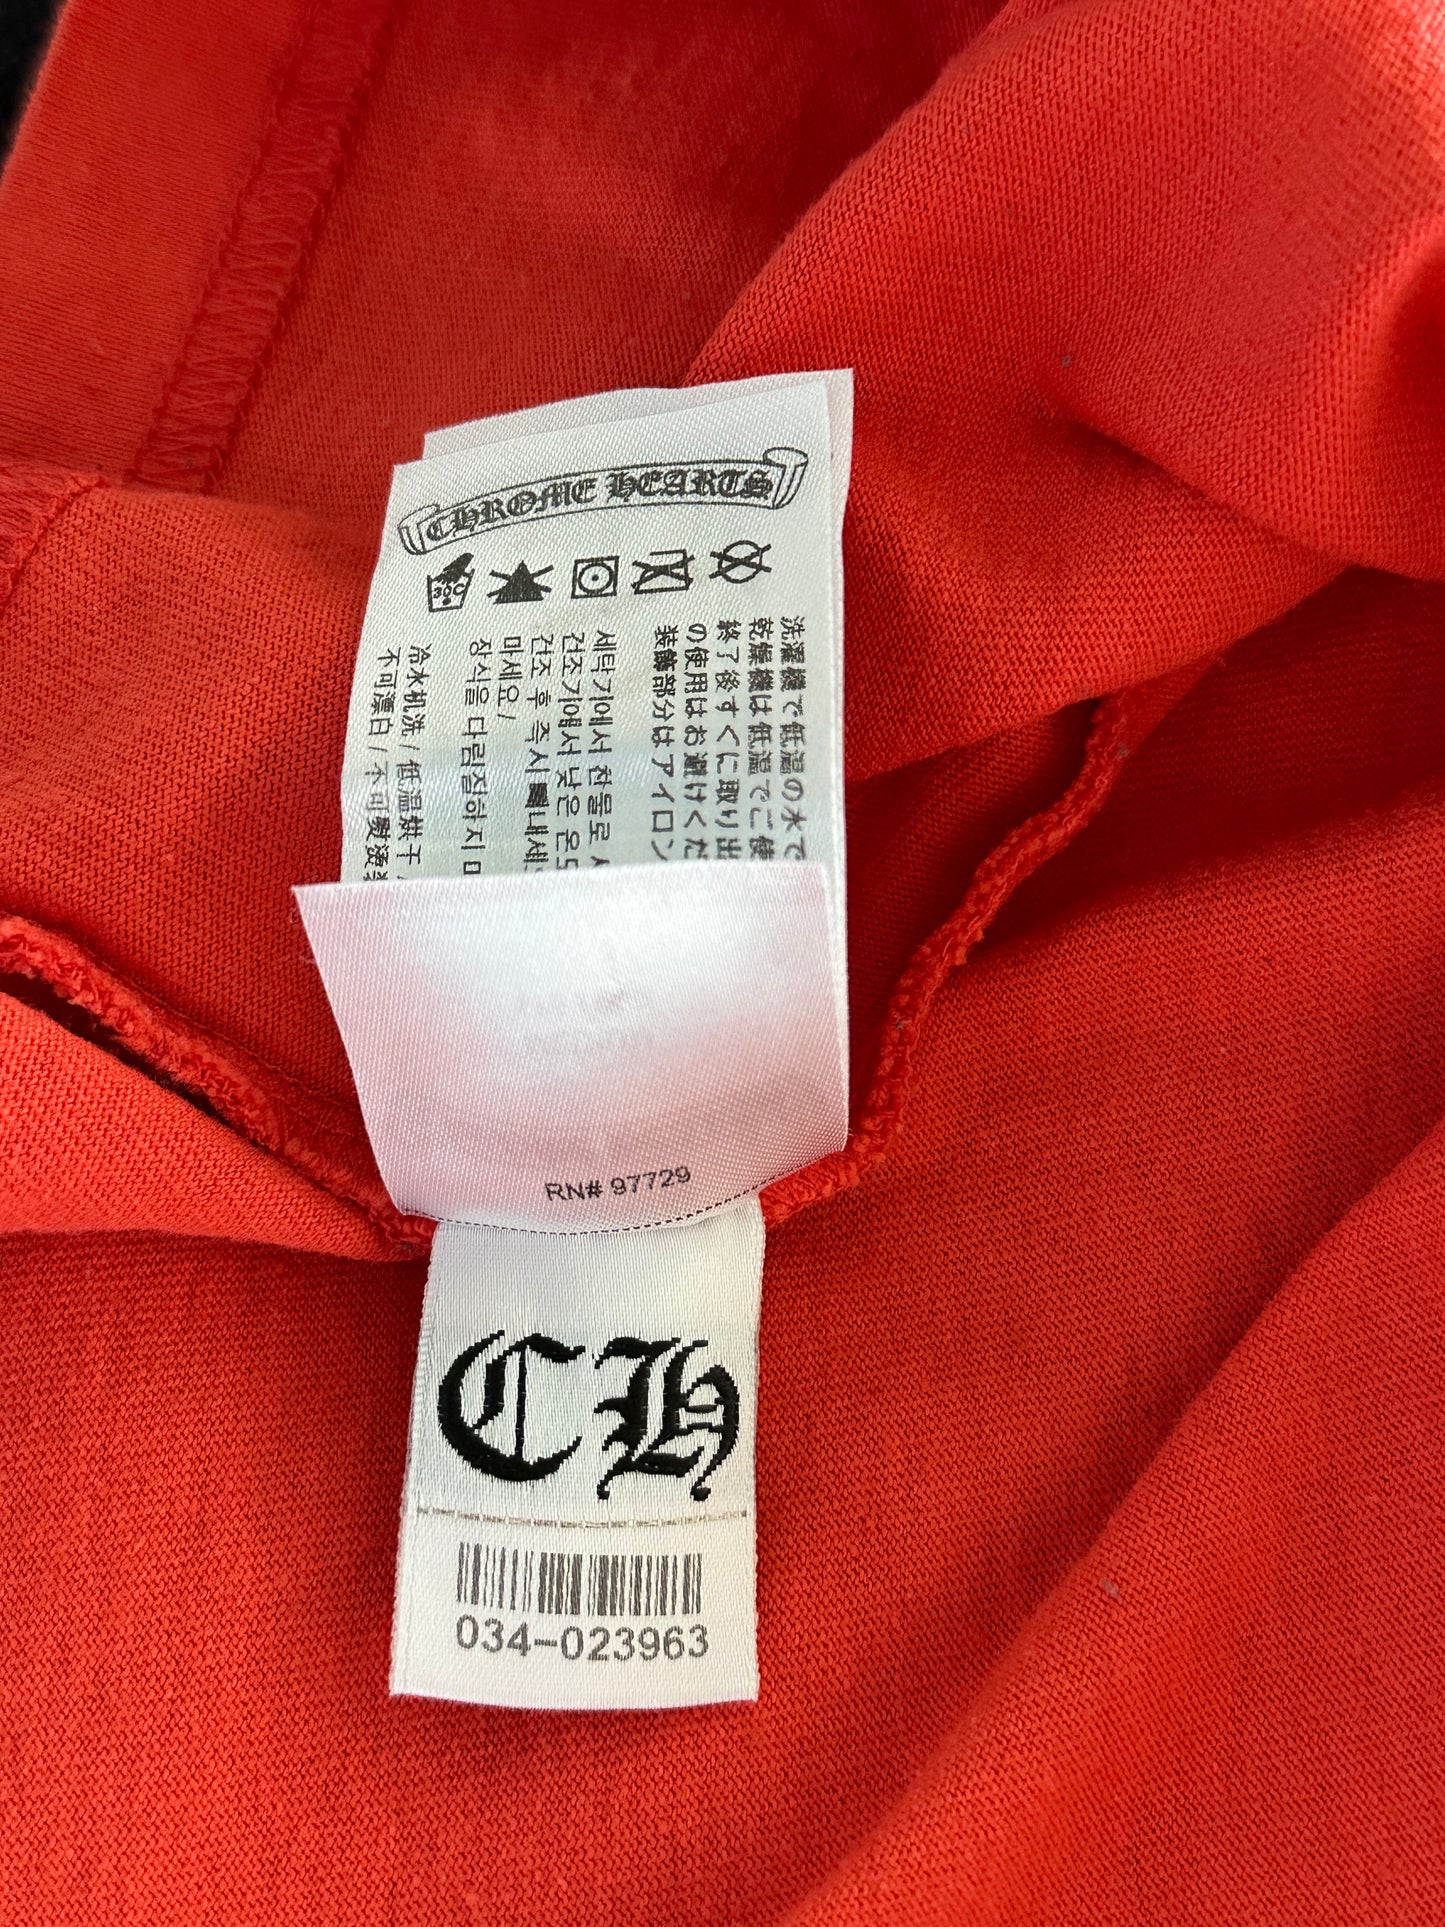 CHROME HEARTS
30C
洗濯機で低温の水で
乾燥機は低温でご使
終了後すぐに取り出
の使用はお避けくだ
装飾部分はアイロン
세탁기에서 찬물로
건조기에서 낮은 온도
건조 후 즉시 빼내세
마세요/
장식을 다림질하지
冷水机洗 / 低温烘干 /
不可漂白 / 不可熨烫
RN# 97729
CH
034-023963